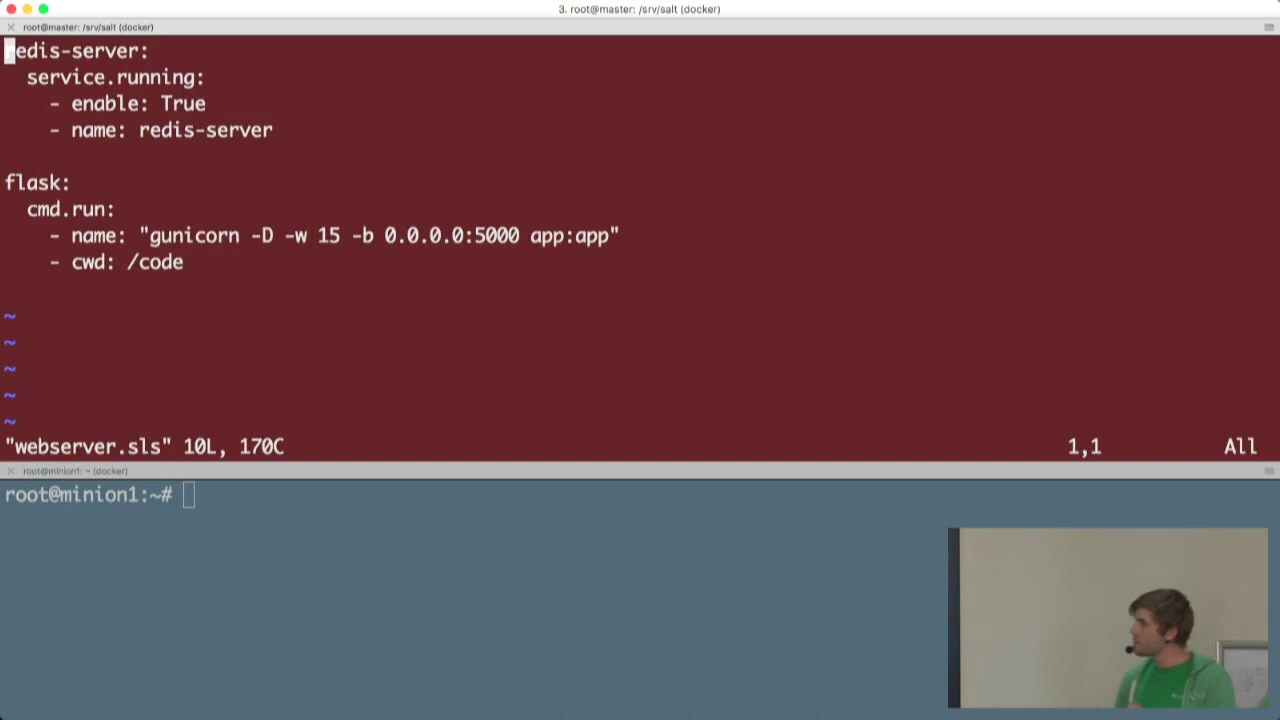 3. root@master: /srv/salt (docker)
root@master: /srv/salt (docker)
redis-server:
service.running:
- enable: True
- name: redis-server
flask:
cmd.run:
- name: "gunicorn -D -w 15 -b 0.0.0.0:5000 app:app"
- cwd: /code
~
~
~
~
~
"webserver.sls" 10L, 170C 1,1 All
root@minion1: ~ (docker)
root@minion1:~#